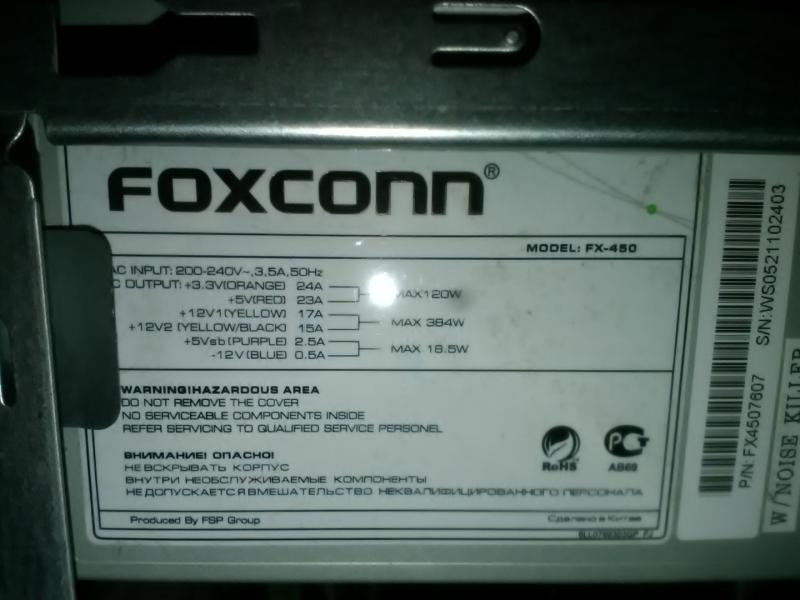 FOXCONN®
MODEL: FX-450
AC INPUT: 200-240V~,3.5A,50Hz
C OUTPUT: +3.3V(ORANGE) 24A
+5V(RED) 23A
MAX 120W
+12V1(YELLOW) 17A
+12V2 (YELLOW/BLACK) 15A
MAX 384W
+5Vsb(PURPLE) 2.5A
-12V(BLUE) 0.5A
MAX 18.5W
WARNING!HAZARDOUS AREA
DO NOT REMOVE THE COVER
NO SERVICEABLE COMPONENTS INSIDE
REFER SERVICING TO QUALIFIED SERVICE PERSONEL
ВНИМАНИЕ! ОПАСНО!
НЕ ВСКРЫВАТЬ КОРПУС
ВНУТРИ НЕОБСЛУЖИВАЕМЫЕ КОМПОНЕНТЫ
НЕ ДОПУСКАЕТСЯ ВМЕШАТЕЛЬСТВО НЕКВАЛИФИЦИРОВАННОГО ПЕРСОНАЛА
RoHS
РСТ
АВ69
Produced By FSP Group
Сделано в Китае
P/N: FX4507607
S/N:WS0521102403
W/NOISE KILLER